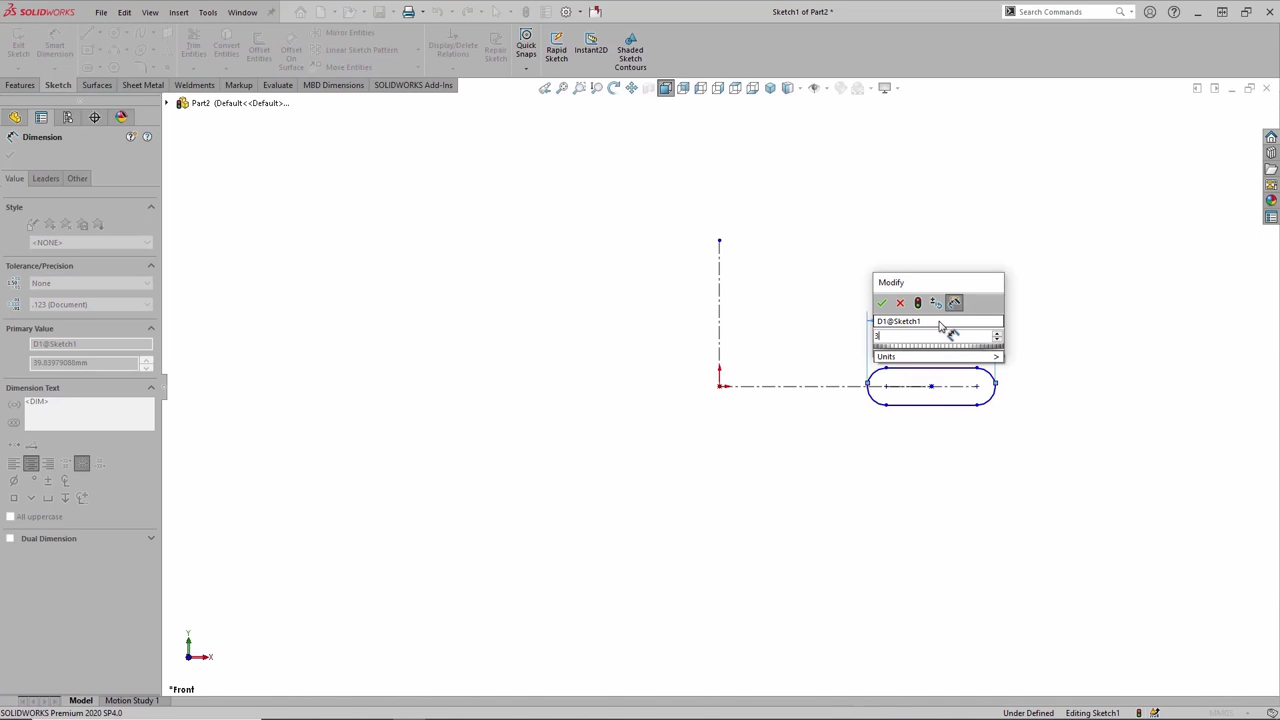 SOLIDWORKS
File
Edit
View
Insert
Tools
Window
Sketch1 of Part2 *
Search Commands
Exit
Sketch
Smart
Dimension
Trim
Entities
Convert
Entities
Offset
Entities
Offset
On
Surface
Mirror Entities
Linear Sketch Pattern
Move Entities
Display/Delete
Relations
Repair
Sketch
Quick
Snaps
Rapid
Sketch
Instant2D
Shaded
Sketch
Contours
Features
Sketch
Surfaces
Sheet Metal
Weldments
Markup
Evaluate
MBD Dimensions
SOLIDWORKS Add-Ins
Part2 (Default<<Default>...
Dimension
Value
Leaders
Other
Style
<NONE>
Tolerance/Precision
None
.123 (Document)
Primary Value
D1@Sketch1
39.83979088mm
Dimension Text
<DIM>
All uppercase
Dual Dimension
Modify
D1@Sketch1
3
Units >
Y
X
*Front
Model
Motion Study 1
SOLIDWORKS Premium 2020 SP4.0
Under Defined
Editing Sketch1
MMGS